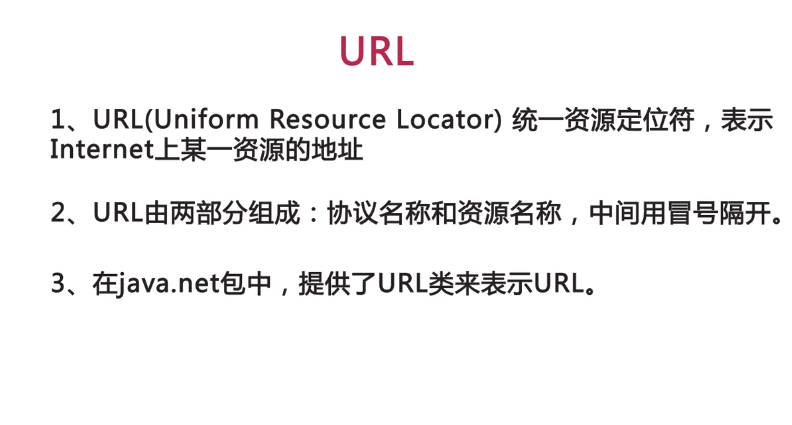 URL
1、URL(Uniform Resource Locator) 统一资源定位符，表示
Internet上某一资源的地址
2、URL由两部分组成：协议名称和资源名称，中间用冒号隔开。
3、在java.net包中，提供了URL类来表示URL。